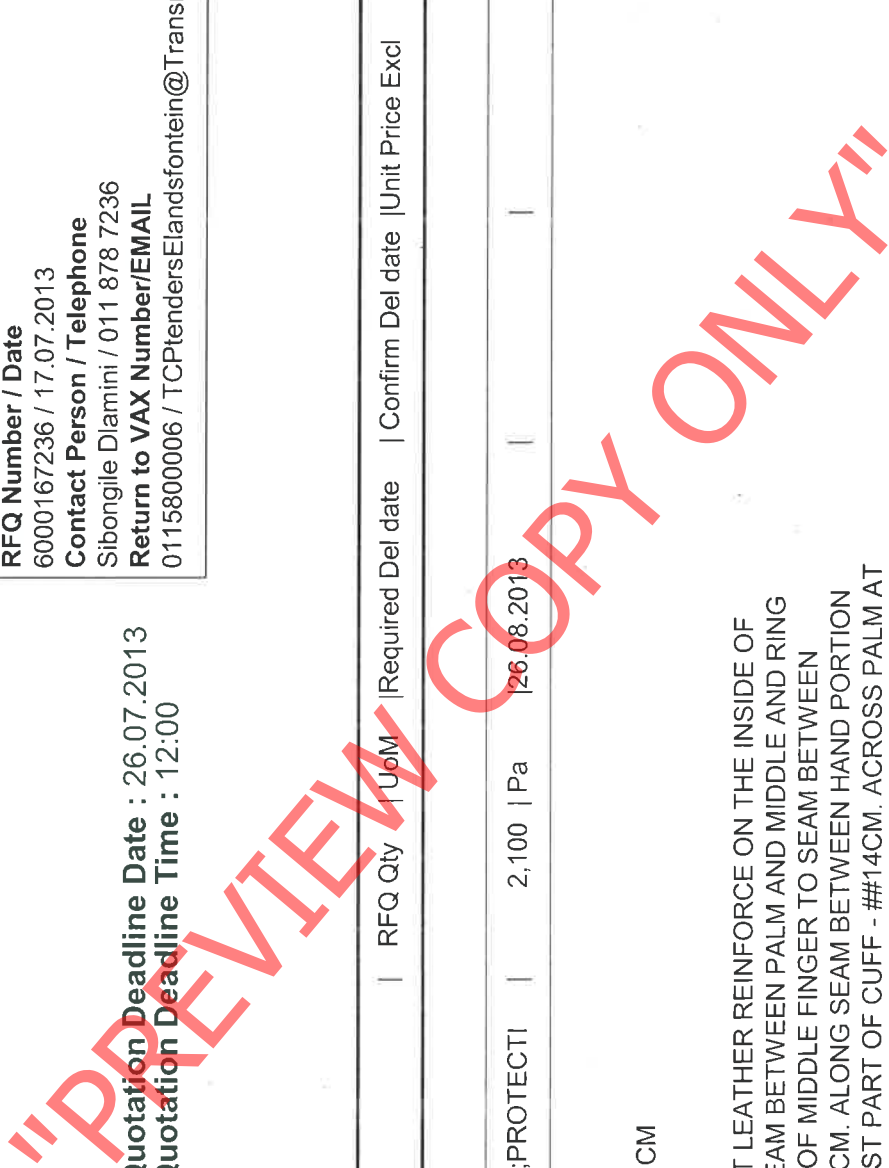 RFQ Number / Date
6000167236 / 17.07.2013
Contact Person / Telephone
Sibongile Dlamini / 011 878 7236
Return to VAX Number/EMAIL
0115800006 / TCPtendersElandsfontein@Trans
Quotation Deadline Date : 26.07.2013
Quotation Deadline Time : 12:00
| RFQ Qty | UoM |Required Del date | Confirm Del date |Unit Price Excl
;PROTECTI | 2,100 | Pa |26.08.2013 | |
CM
T LEATHER REINFORCE ON THE INSIDE OF
EAM BETWEEN PALM AND MIDDLE AND RING
OF MIDDLE FINGER TO SEAM BETWEEN
CM. ALONG SEAM BETWEEN HAND PORTION
ST PART OF CUFF - ##14CM. ACROSS PALM AT
"PREVIEW COPY ONLY"